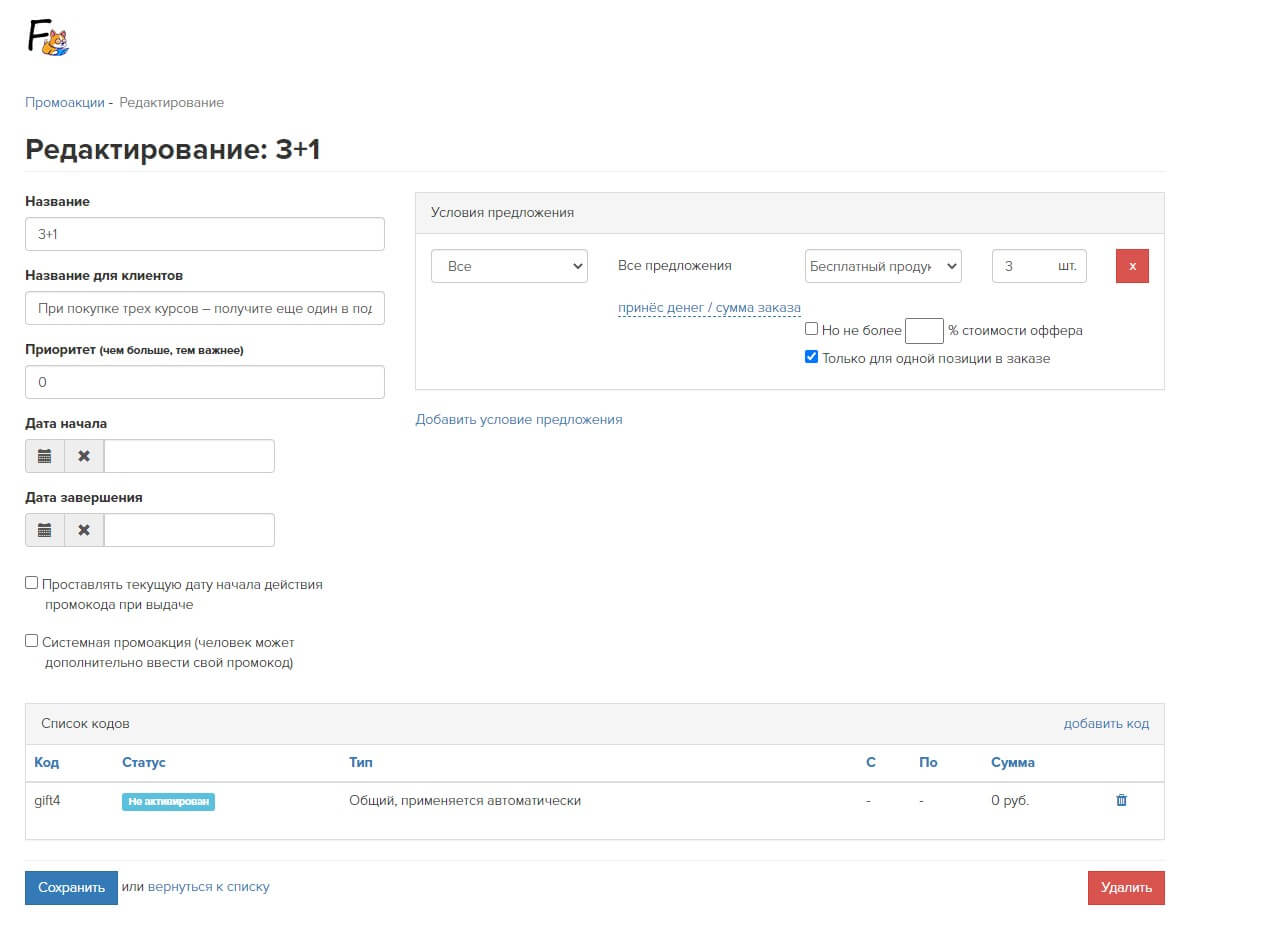 F
Промоакции - Редактирование
Редактирование: 3+1
Название
3+1
Название для клиентов
При покупке трех курсов – получите еще один в под
Приоритет (чем больше, тем важнее)
0
Дата начала
Дата завершения
Проставлять текущую дату начала действия
промокода при выдаче
Системная промоакция (человек может
дополнительно ввести свой промокод)
Условия предложения
Все Все предложения Бесплатный продук 3 шт. x
принёс денег / сумма заказа
Но не более % стоимости оффера
Только для одной позиции в заказе
Добавить условие предложения
Список кодов добавить код
Код Статус Тип С По Сумма
gift4 Не активирован Общий, применяется автоматически - - 0 руб.
Сохранить или вернуться к списку Удалить